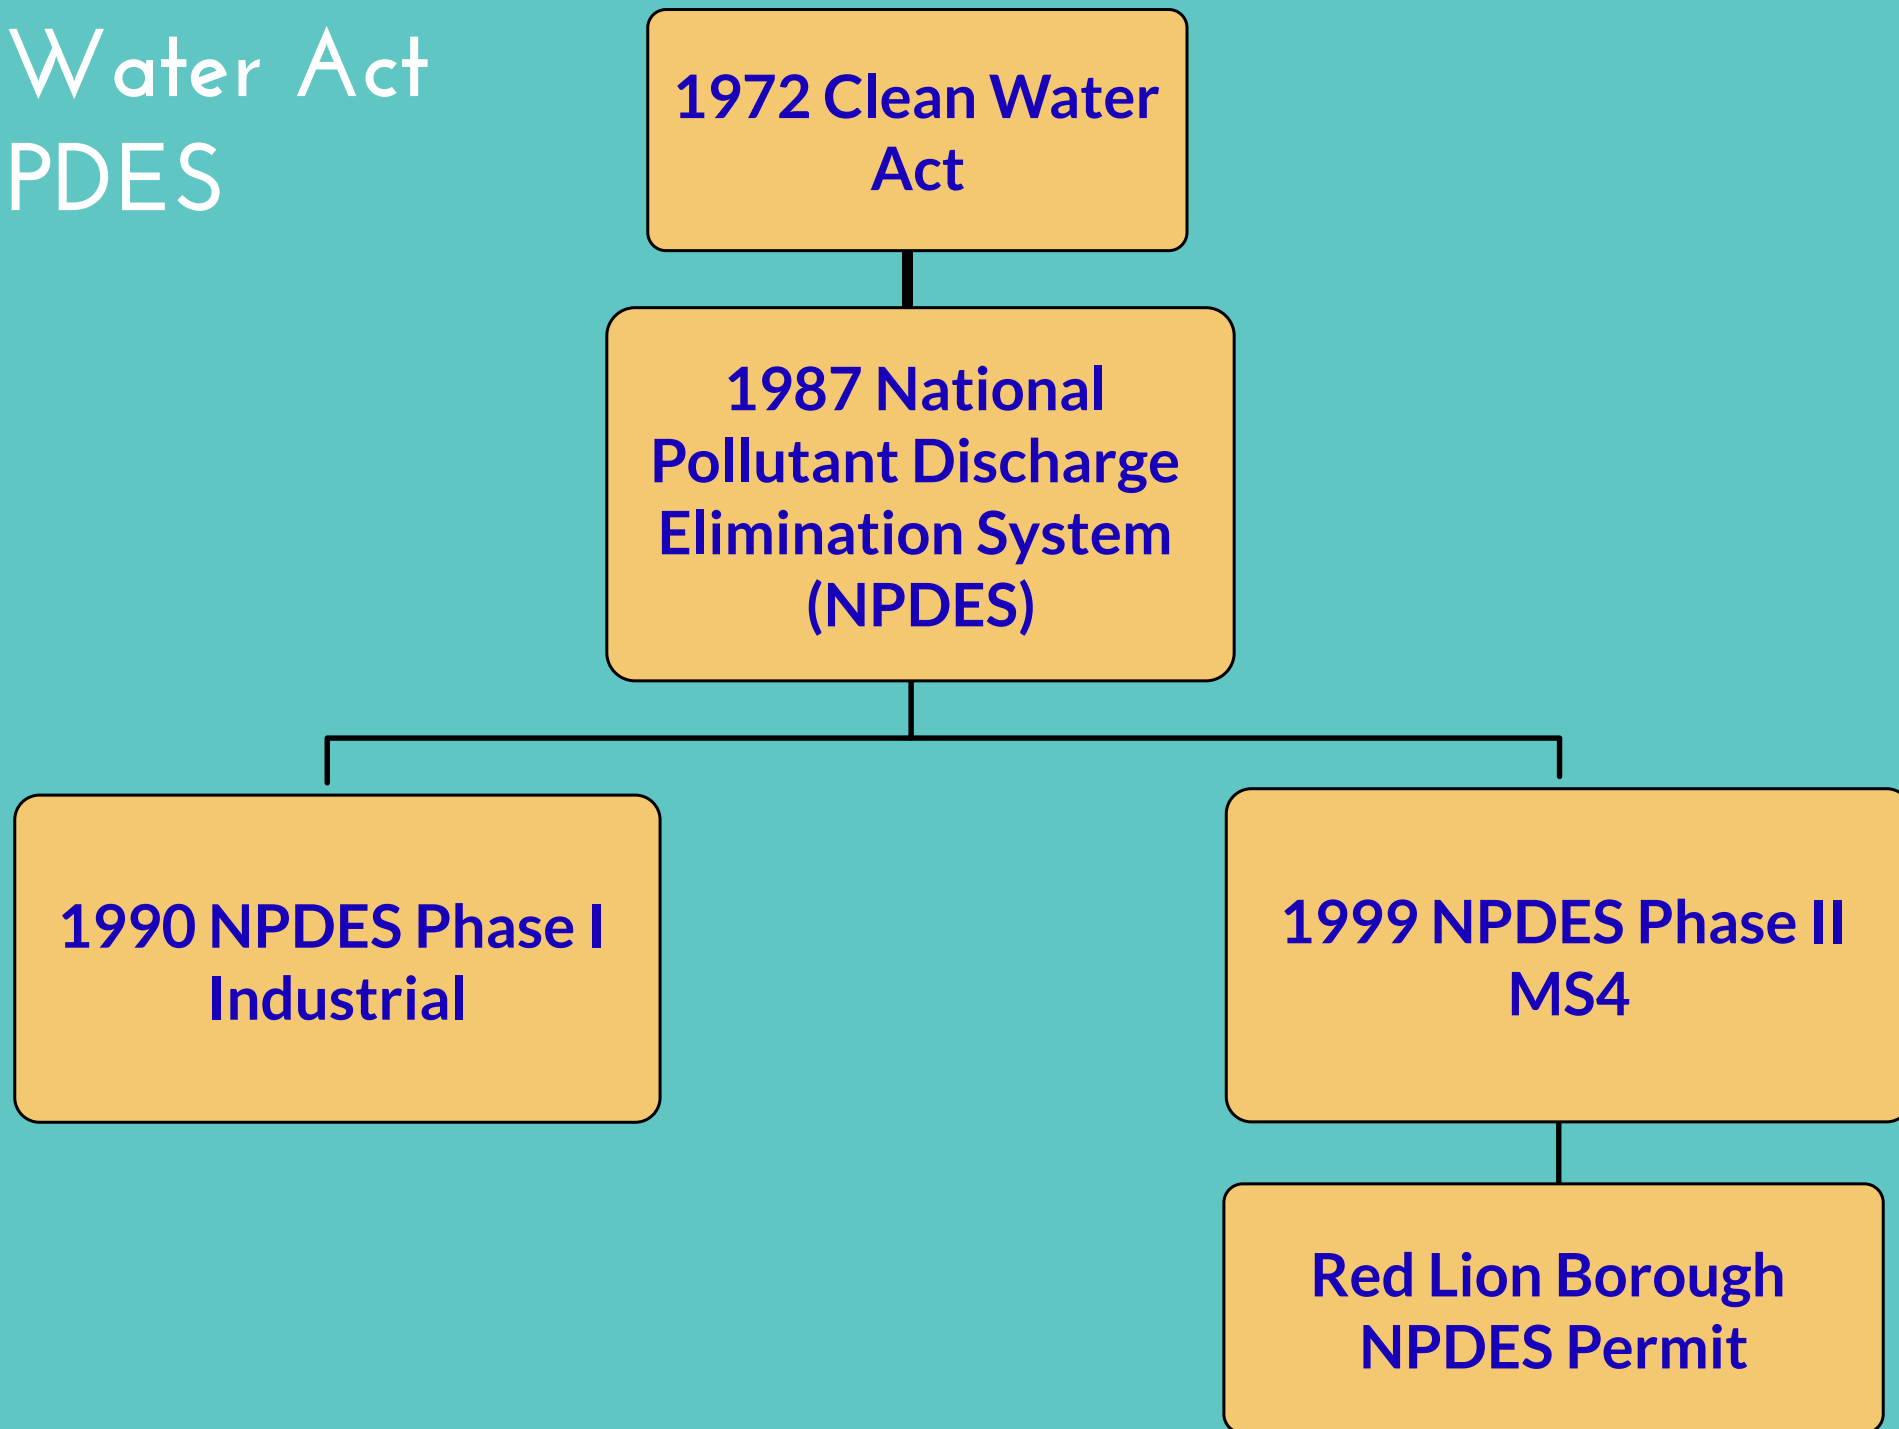 Water Act
PDES
1972 Clean Water
Act
1987 National
Pollutant Discharge
Elimination System
(NPDES)
1990 NPDES Phase I
Industrial
1999 NPDES Phase II
MS4
Red Lion Borough
NPDES Permit